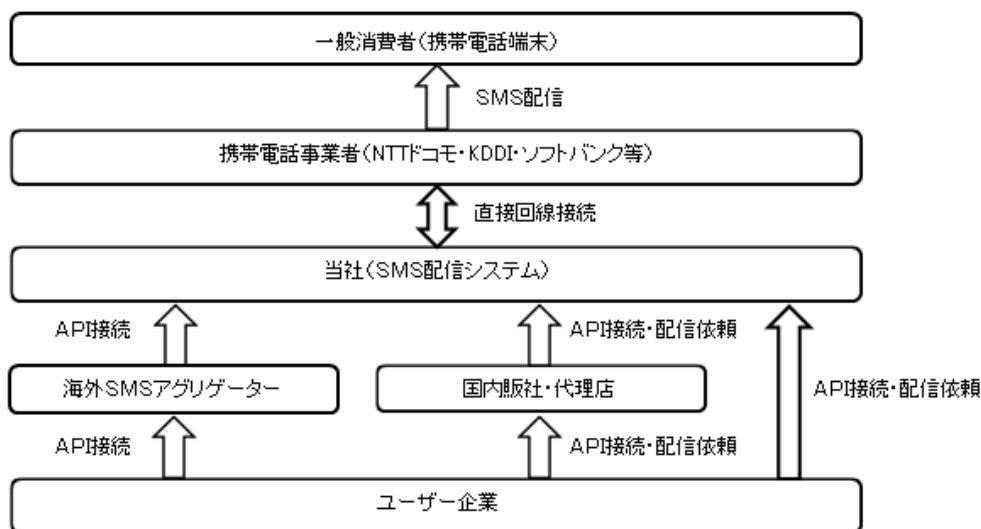 一般消費者(携帯電話端末)
SMS配信
携帯電話事業者(NTTドコモ・KDDI・ソフトバンク等)
直接回線接続
当社(SMS配信システム)
API接続
API接続・配信依頼
海外SMSアグリゲーター
国内販社・代理店
API接続・配信依頼
API接続
API接続・配信依頼
ユーザー企業